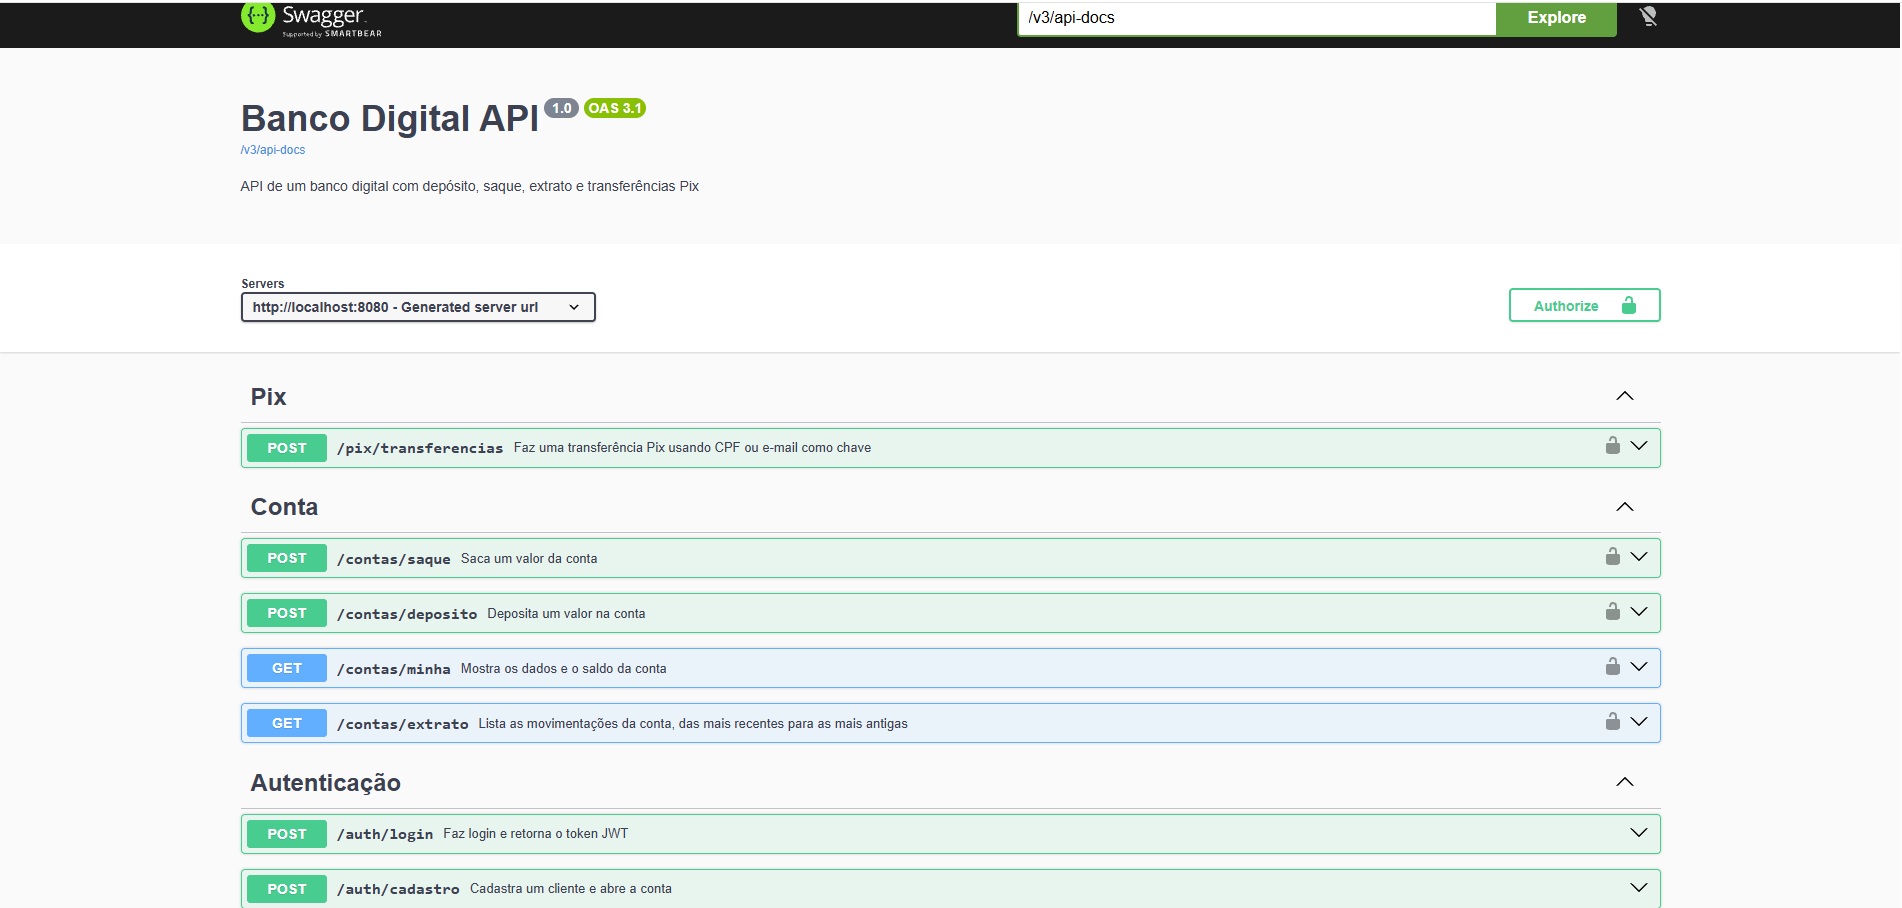 Swagger.
Supported by SMARTBEAR
/v3/api-docs
Explore
Banco Digital API 1.0 OAS 3.1
/v3/api-docs
API de um banco digital com depósito, saque, extrato e transferências Pix
Servers
http://localhost:8080 - Generated server url
Authorize
Pix
POST /pix/transferencias Faz uma transferência Pix usando CPF ou e-mail como chave
Conta
POST /contas/saque Saca um valor da conta
POST /contas/deposito Deposita um valor na conta
GET /contas/minha Mostra os dados e o saldo da conta
GET /contas/extrato Lista as movimentações da conta, das mais recentes para as mais antigas
Autenticação
POST /auth/login Faz login e retorna o token JWT
POST /auth/cadastro Cadastra um cliente e abre a conta